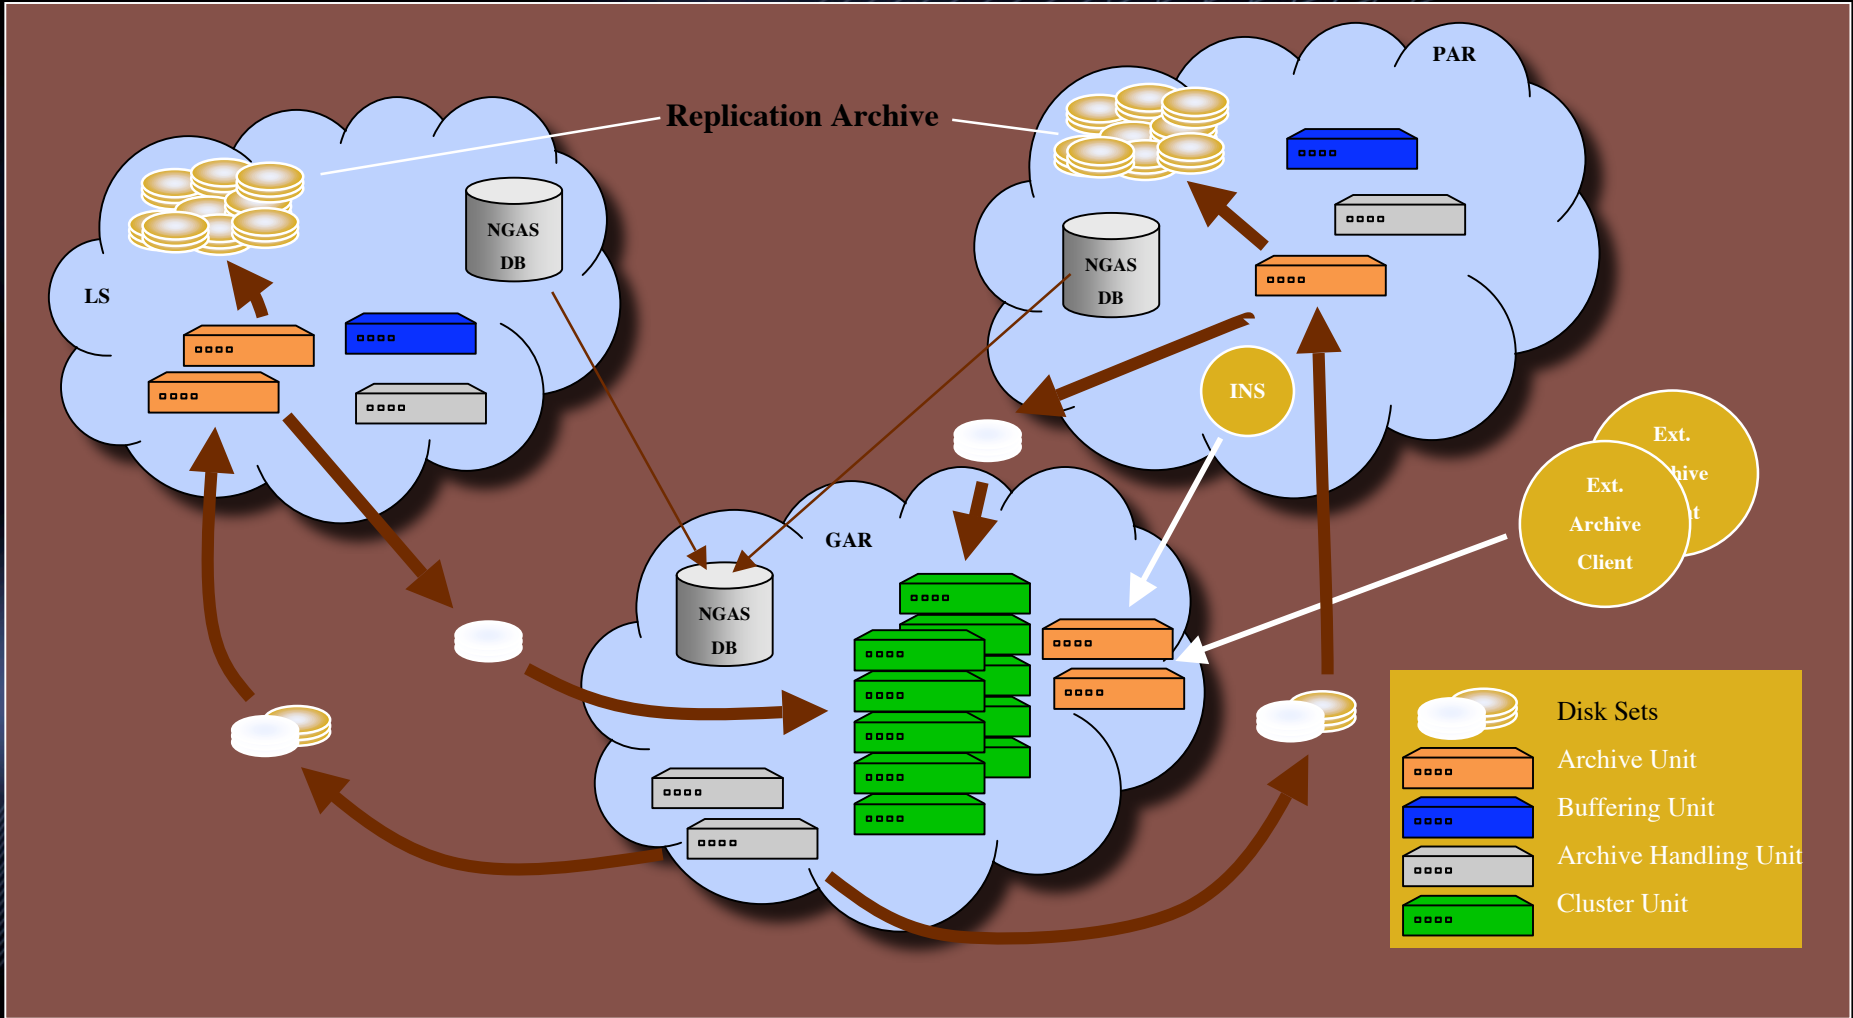 PAR
Replication Archive
NGAS
DB
LS
NGAS
DB
INS
Ext.
Ext.
Archive
Client
GAR
NGAS
DB
Disk Sets
Archive Unit
Buffering Unit
Archive Handling Unit
Cluster Unit